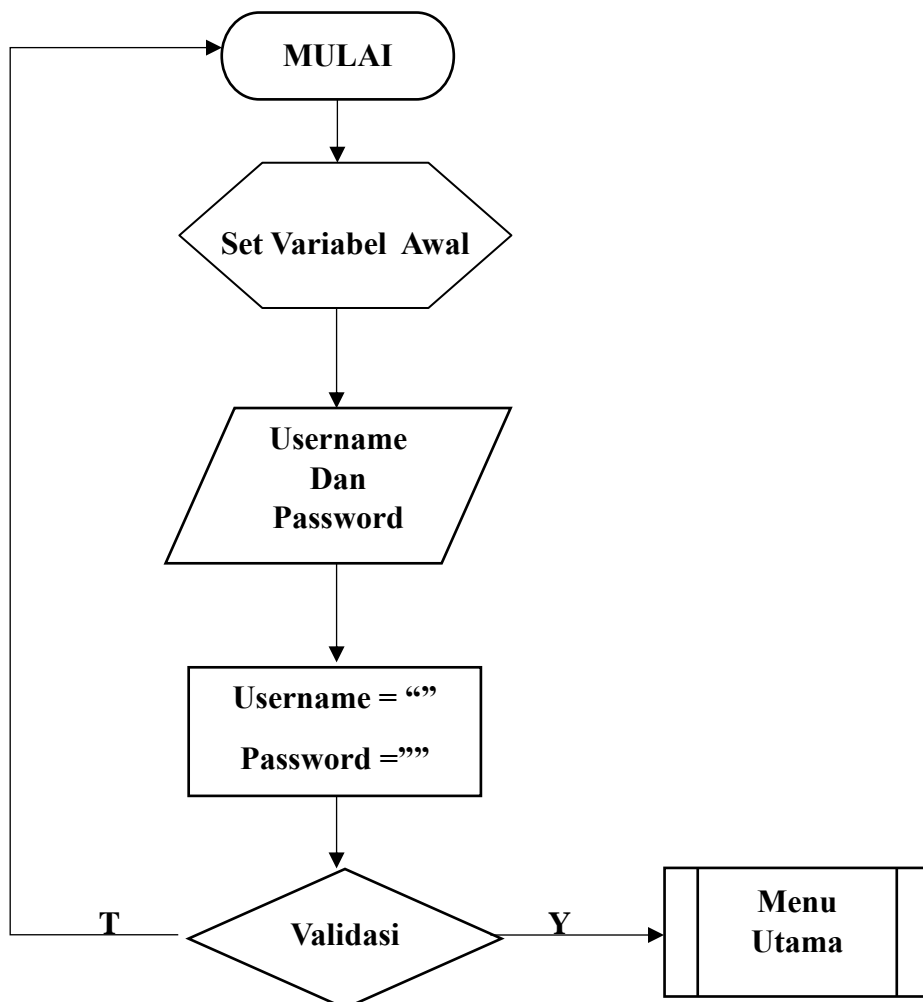 MULAI
Set Variabel  Awal
Username
Dan
Password
Username = “”
Password =””
Validasi
T
Y
Menu
Utama